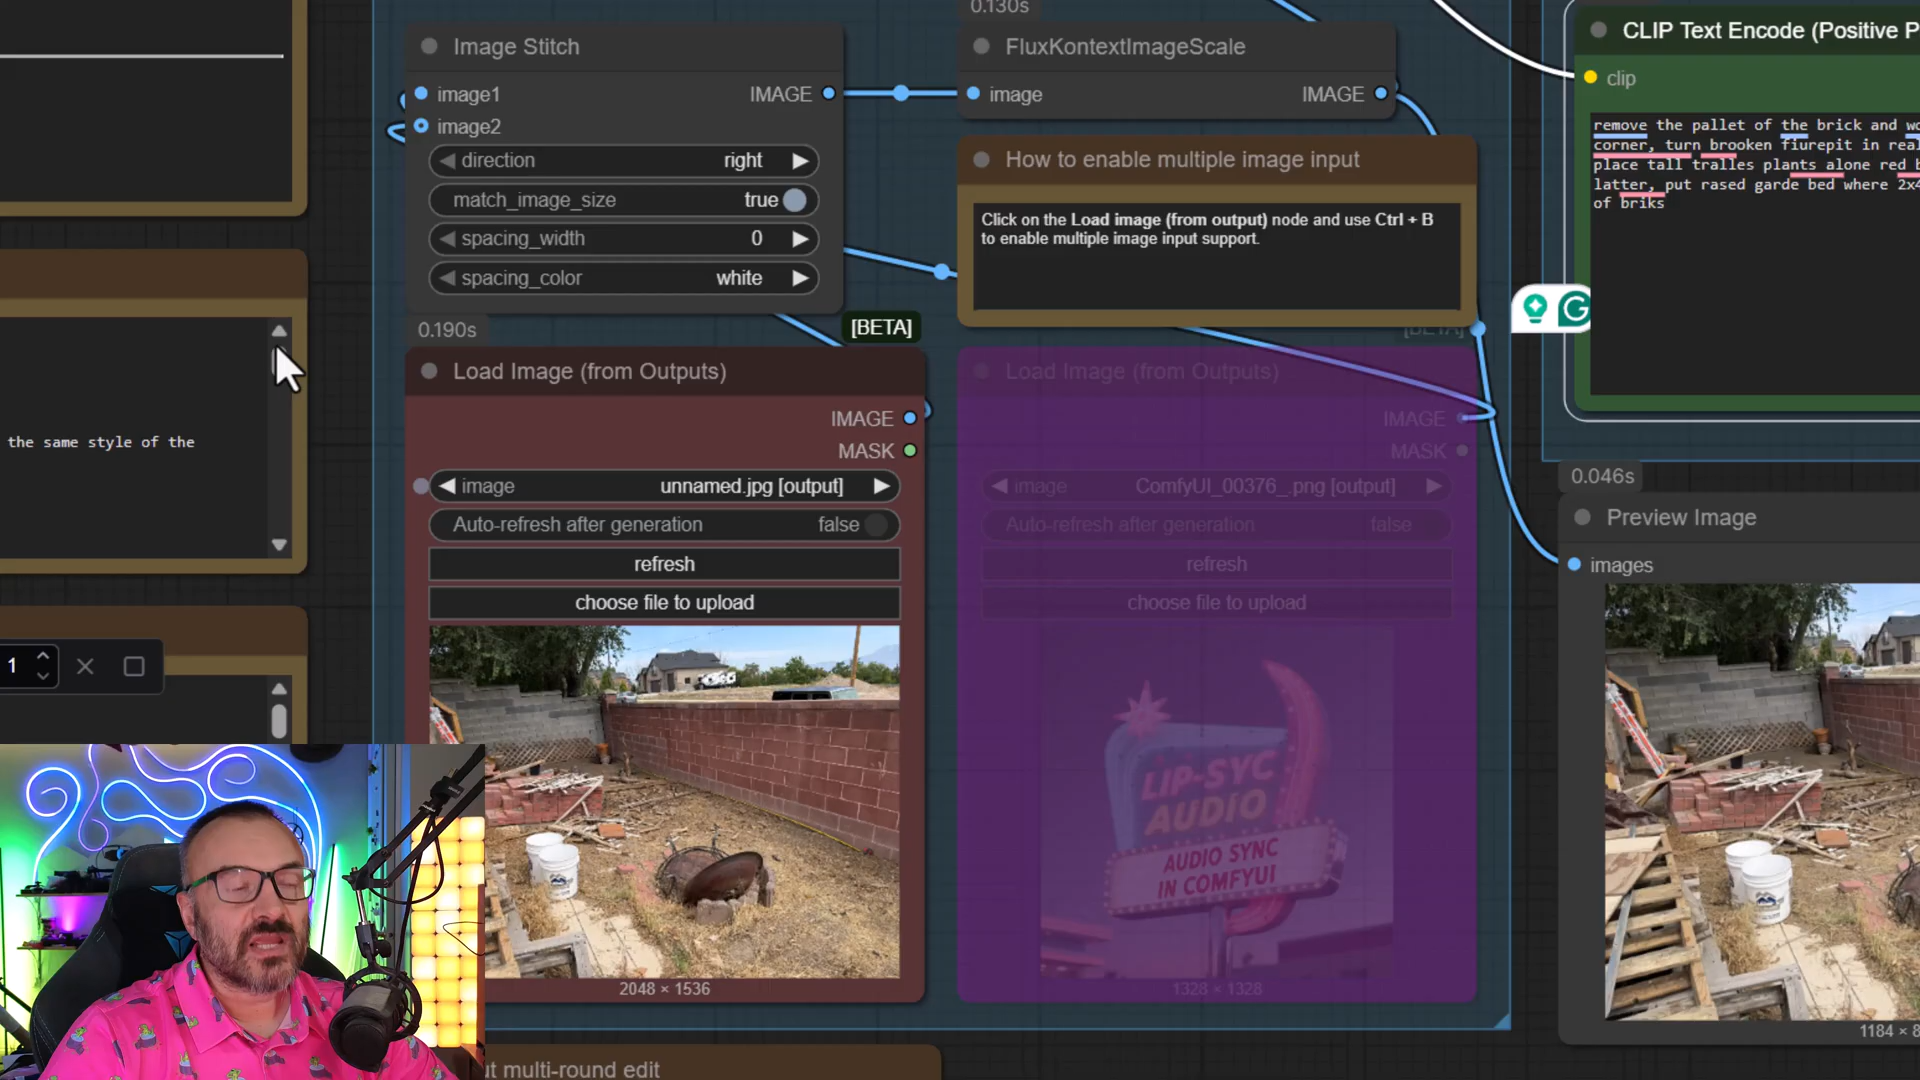 0.130s
Image Stitch
FluxKontextImageScale
CLIP Text Encode (Positive P
image1
IMAGE
image
IMAGE
clip
image2
direction
right
match_image_size
true
spacing_width
0
spacing_color
white
How to enable multiple image input
Click on the Load image (from output) node and use Ctrl + B
to enable multiple image input support.
remove the pallet of the brick and wo
corner, turn brooken fiurepit in real
place tall tralles plants alone red b
latter, put rased garde bed where 2x4
of briks
0.190s
[BETA]
[BETA]
Load Image (from Outputs)
IMAGE
MASK
image
unnamed.jpg [output]
Auto-refresh after generation
false
refresh
choose file to upload
2048 × 1536
Load Image (from Outputs)
IMAGE
MASK
image
ComfyUI_00376_.png [output]
Auto-refresh after generation
false
refresh
choose file to upload
LIP-SYC
AUDIO
AUDIO SYNC
IN COMFYUI
1328 × 1328
0.046s
Preview Image
images
1184 × 8
the same style of the
1
ut multi-round edit